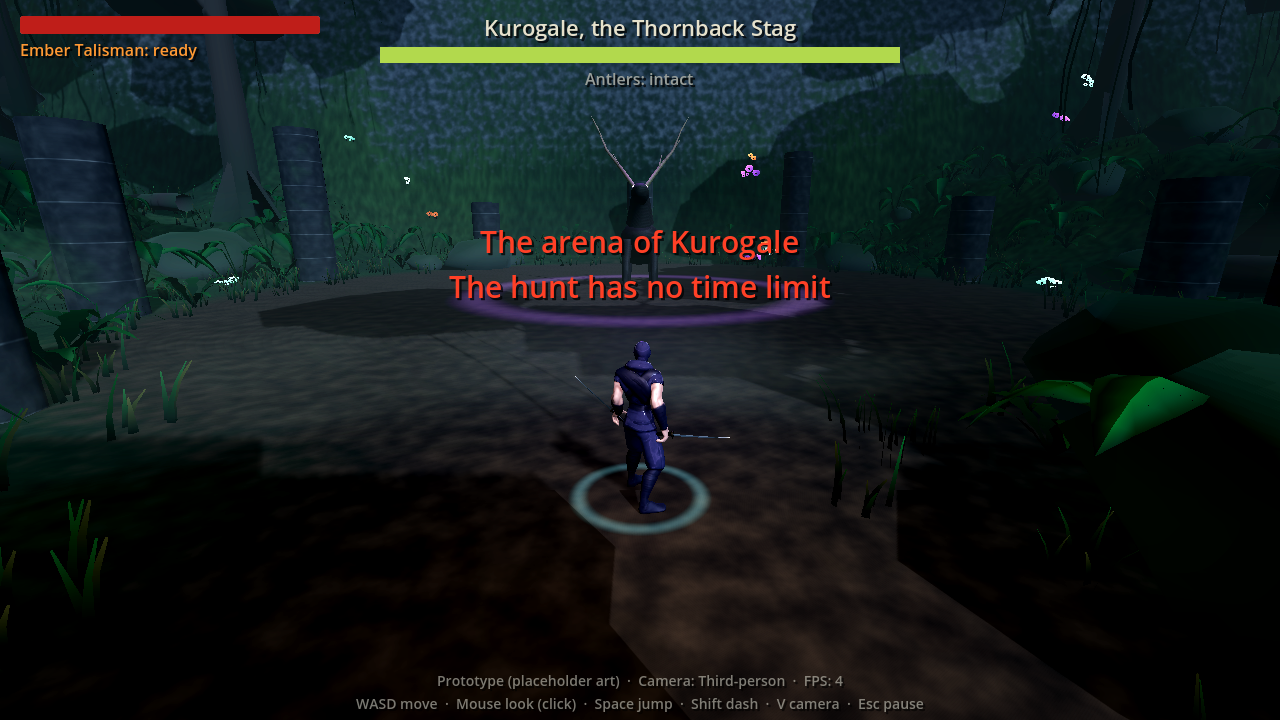 Kurogale, the Thornback Stag
Ember Talisman: ready
Antlers: intact
The arena of Kurogale
The hunt has no time limit
Prototype (placeholder art) · Camera: Third-person · FPS: 4
WASD move · Mouse look (click) · Space jump · Shift dash · V camera · Esc pause